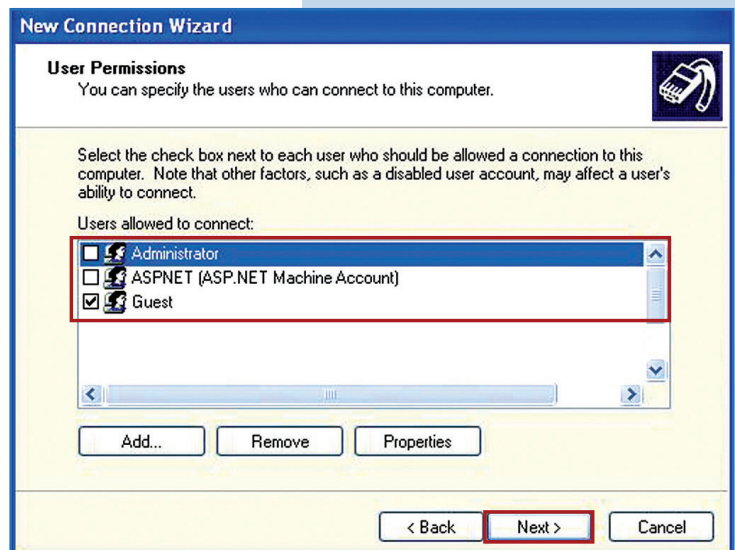 New Connection Wizard
User Permissions
You can specify the users who can connect to this computer.
Select the check box next to each user who should be allowed a connection to this
computer. Note that other factors, such as a disabled user account, may affect a user's
ability to connect.
Users allowed to connect:
Administrator
ASPNET (ASP.NET Machine Account)
Guest
Add... Remove Properties
< Back Next > Cancel